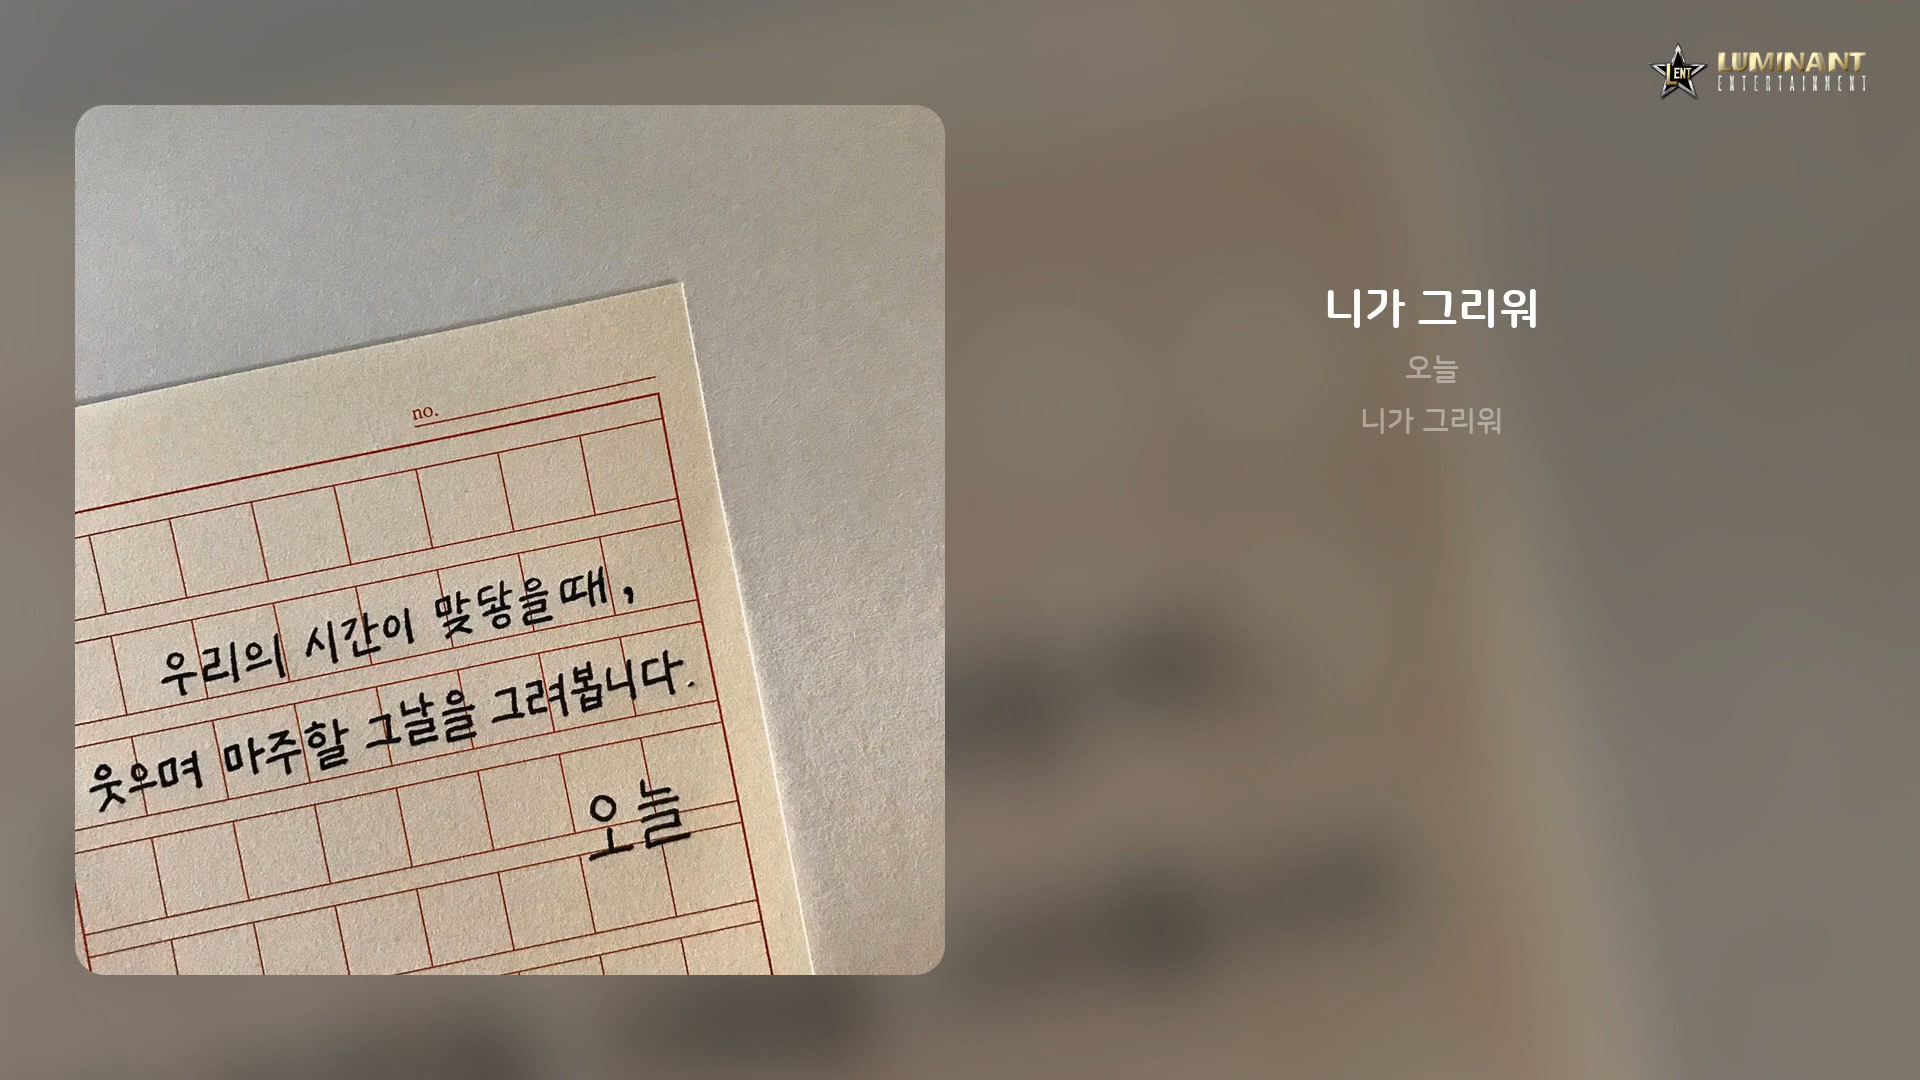 no.
우리의 시간이 맞닿을 때,
웃으며 마주할 그날을 그려봅니다.
오늘
니가 그리워
오늘
니가 그리워
LENT
LUMINANT
ENTERTAINMENT